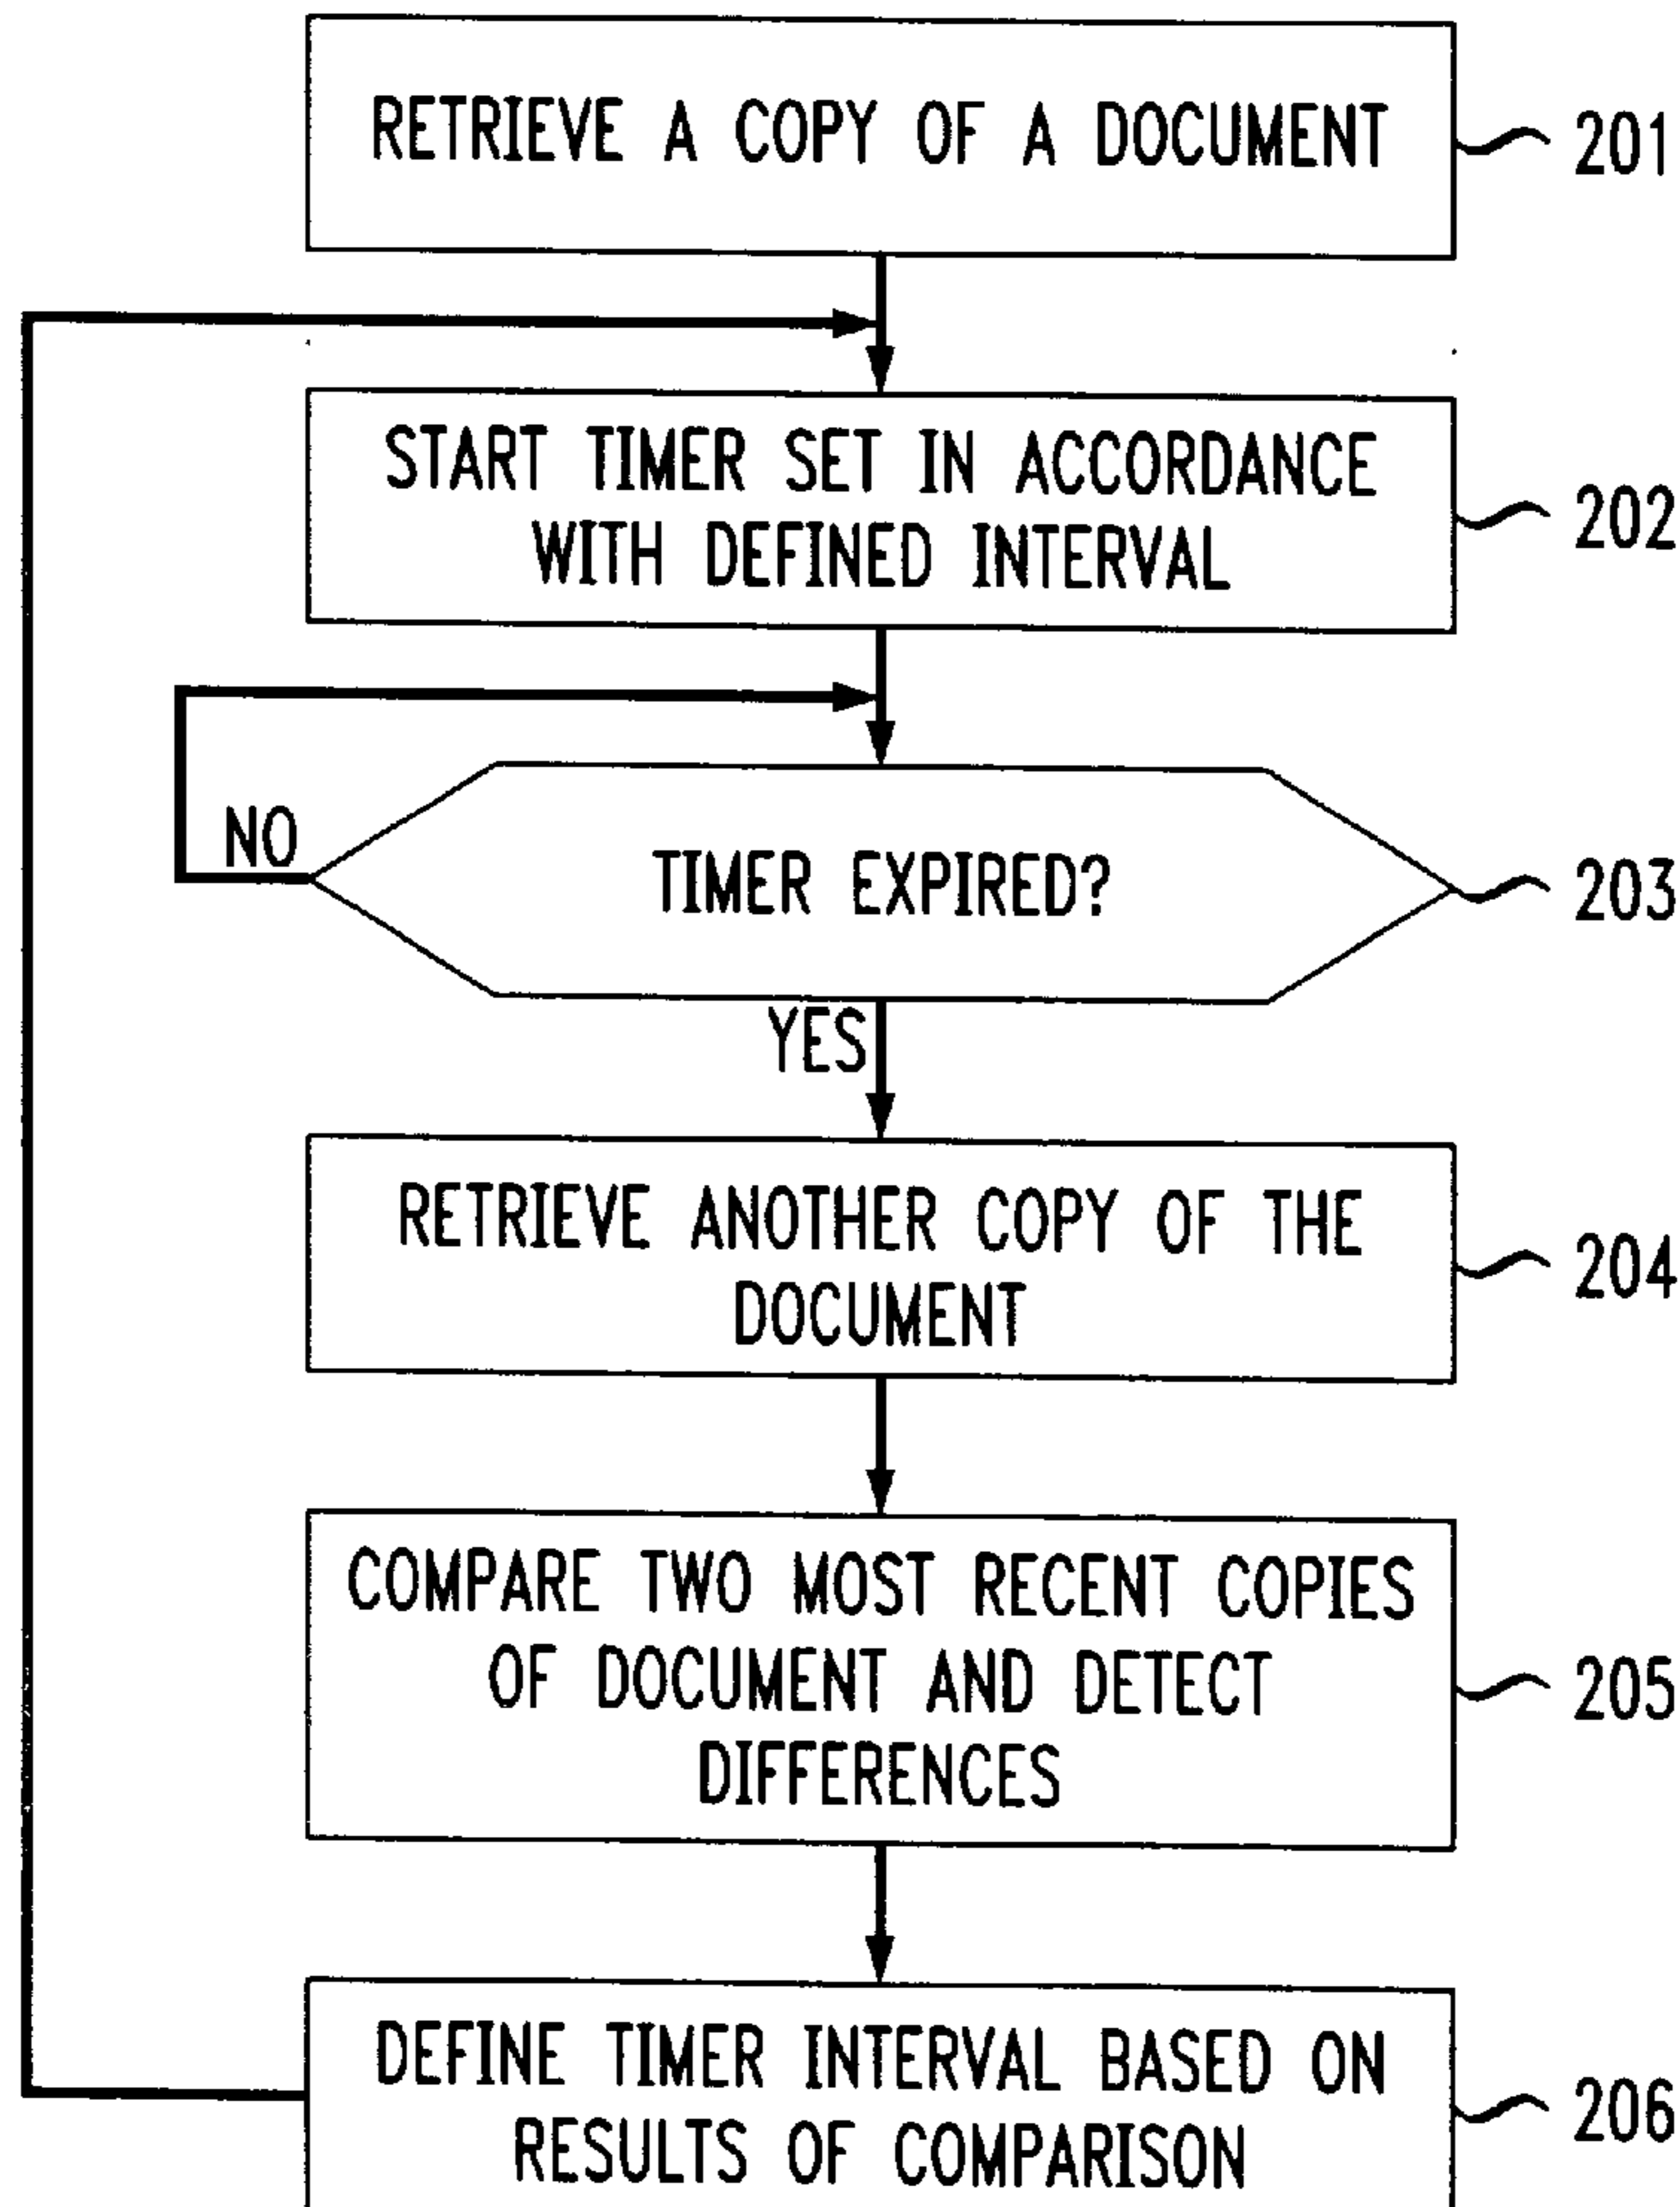 RETRIEVE A COPY OF A DOCUMENT
201
START TIMER SET IN ACCORDANCE
WITH DEFINED INTERVAL
202
NO
TIMER EXPIRED?
203
YES
RETRIEVE ANOTHER COPY OF THE
DOCUMENT
204
COMPARE TWO MOST RECENT COPIES
OF DOCUMENT AND DETECT
DIFFERENCES
205
DEFINE TIMER INTERVAL BASED ON
RESULTS OF COMPARISON
206